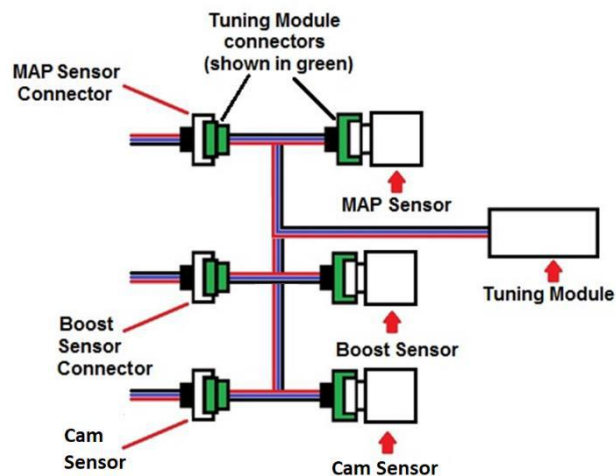 Tuning Module
connectors
(shown in green)
MAP Sensor
Connector
MAP Sensor
Tuning Module
Boost
Sensor
Connector
Boost Sensor
Cam
Sensor
Cam Sensor